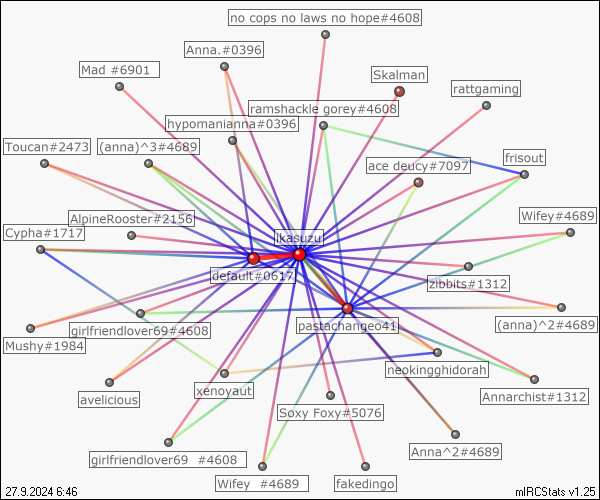 no cops no laws no hope#4608
Anna.#0396
Mad #6901
Skalman
rattgaming
ramshackle gorey#4608
hypomanianna#0396
Toucan#2473
(anna)^3#4689
frisout
ace deucy#7097
AlpineRooster#2156
Wifey#4689
Cypha#1717
ikasuzu
default#0617
zibbits#1312
girlfriendlover69#4608
pastachangeo41
(anna)^2#4689
Mushy#1984
neokingghidorah
xenoyaut
Annarchist#1312
avelicious
Soxy Foxy#5076
Anna^2#4689
girlfriendlover69 #4608
Wifey #4689
fakedingo
27.9.2024 6:46
mIRCStats v1.25